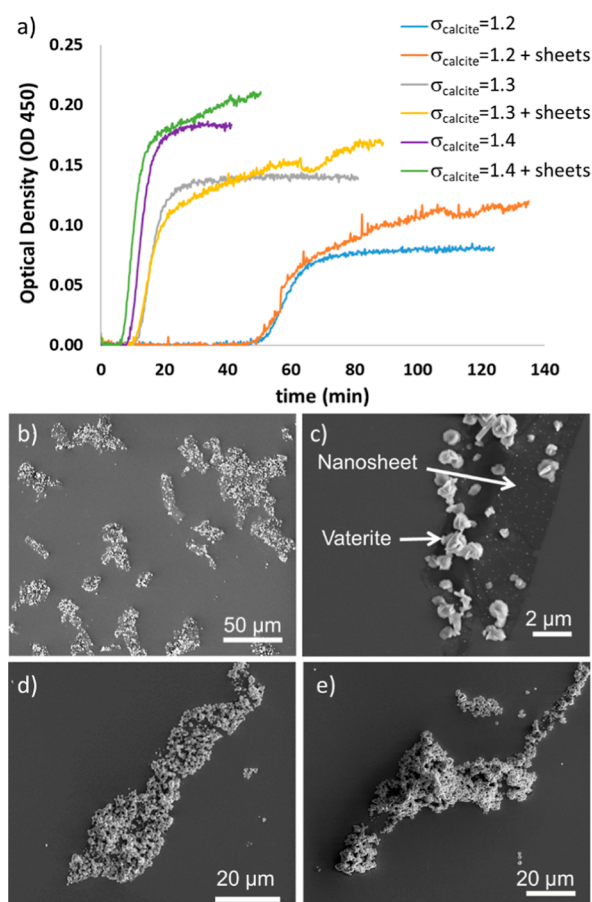 a)
σcalcite=1.2
σcalcite=1.2 + sheets
σcalcite=1.3
σcalcite=1.3 + sheets
σcalcite=1.4
σcalcite=1.4 + sheets
Optical Density (OD 450)
0.25
0.20
0.15
0.10
0.05
0.00
0
20
40
60
80
100
120
140
time (min)
b)
50 µm
c)
Nanosheet
Vaterite
2 µm
d)
20 µm
e)
20 µm